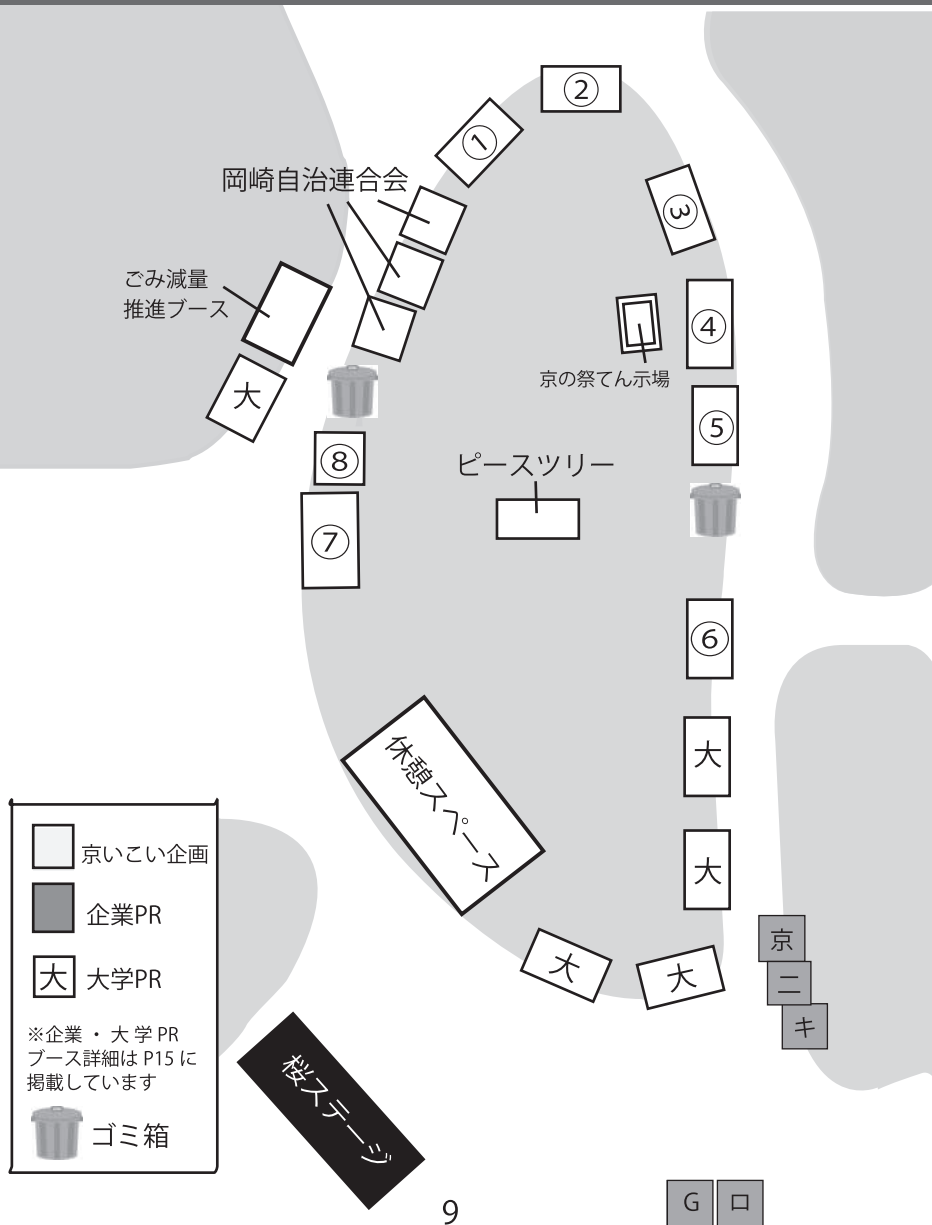 ②
①
岡崎自治連合会
③
ごみ減量
推進ブース
④
京の祭てん示場
大
⑤
⑧
ピースツリー
⑦
⑥
大
休憩スペース
大
京いこい企画
企業PR
大 大学PR
※企業・大学PR
ブース詳細は P15 に
掲載しています
ゴミ箱
大
大
京
二
キ
桜ステージ
9
G
ロ